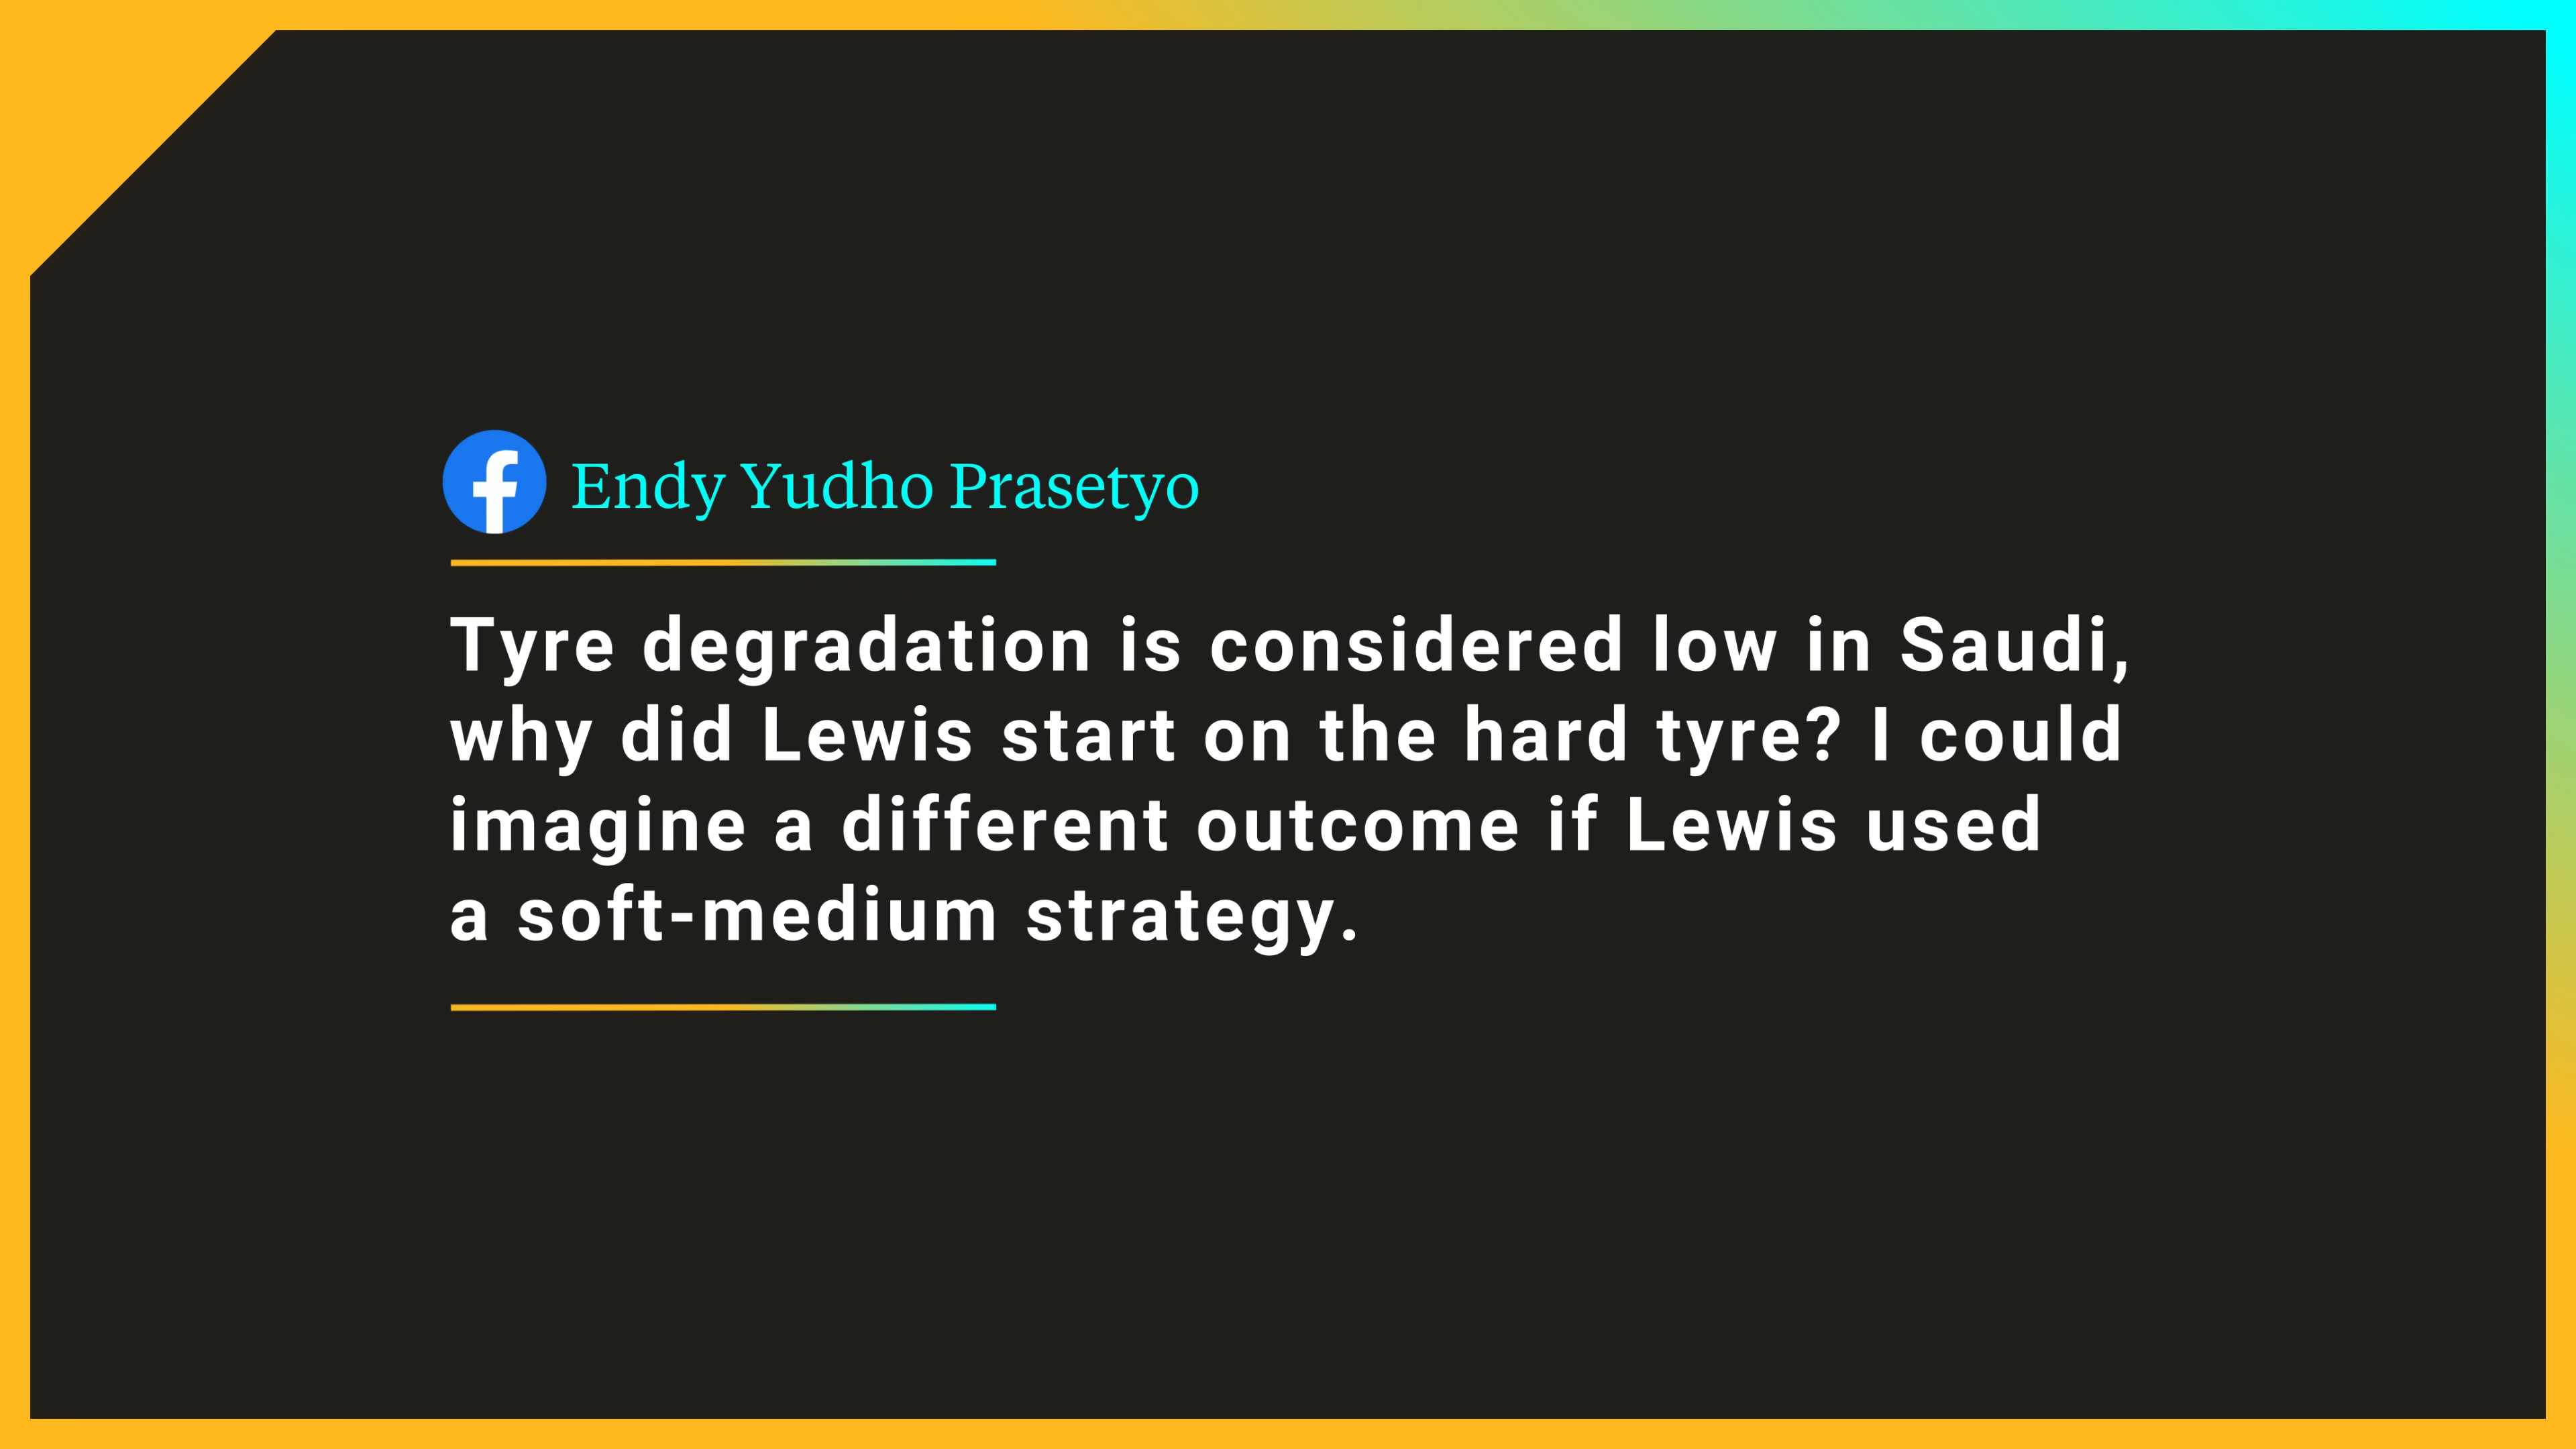 Endy Yudho Prasetyo
Tyre degradation is considered low in Saudi,
why did Lewis start on the hard tyre? I could
imagine a different outcome if Lewis used
a soft-medium strategy.